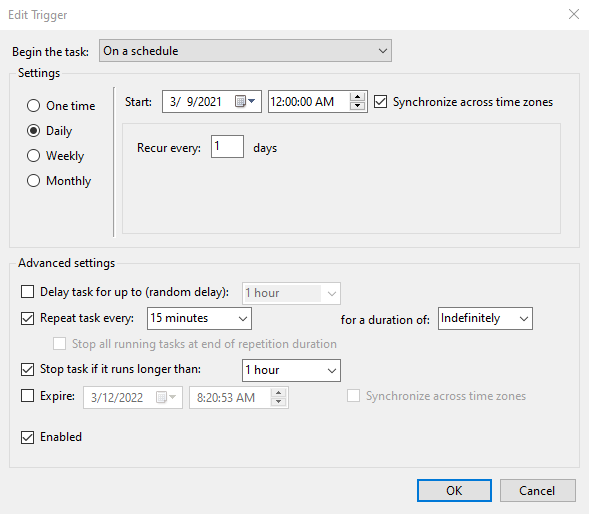 Edit Trigger
Begin the task: On a schedule
Settings
One time
Start: 3/ 9/2021 12:00:00 AM Synchronize across time zones
Daily
Recur every: 1 days
Weekly
Monthly
Advanced settings
Delay task for up to (random delay): 1 hour
Repeat task every: 15 minutes for a duration of: Indefinitely
Stop all running tasks at end of repetition duration
Stop task if it runs longer than: 1 hour
Expire: 3/12/2022 8:20:53 AM Synchronize across time zones
Enabled
OK Cancel